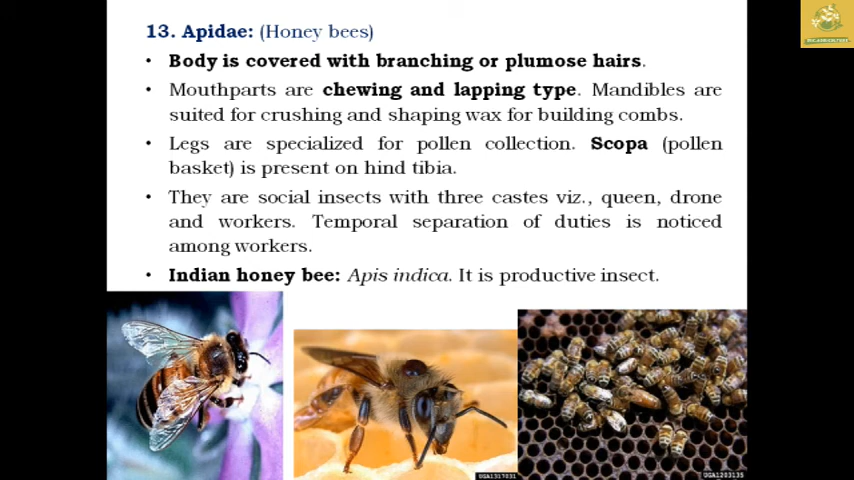 13. Apidae: (Honey bees)
• Body is covered with branching or plumose hairs.
• Mouthparts are chewing and lapping type. Mandibles are
suited for crushing and shaping wax for building combs.
• Legs are specialized for pollen collection. Scopa (pollen
basket) is present on hind tibia.
• They are social insects with three castes viz., queen, drone
and workers. Temporal separation of duties is noticed
among workers.
• Indian honey bee: Apis indica. It is productive insect.
UGA1317031
UGA1203135